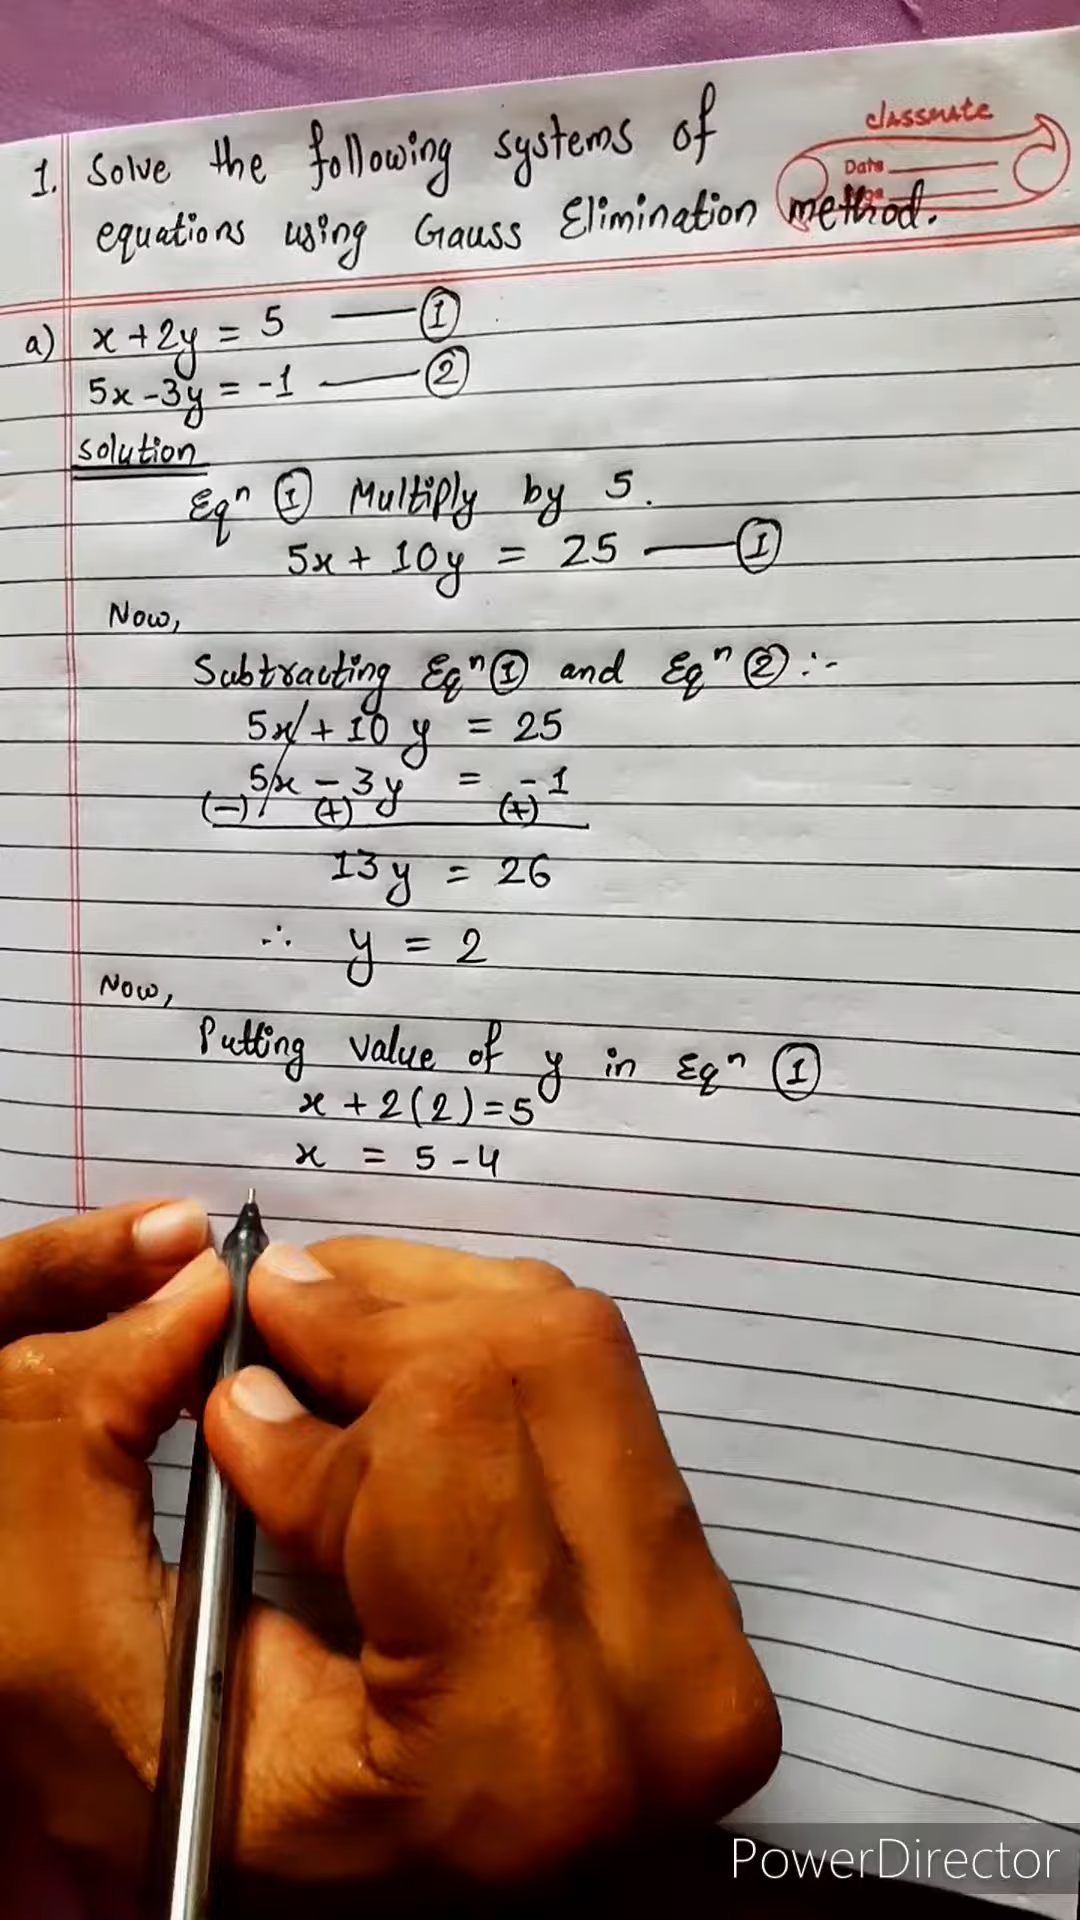 classmate
Date
1. Solve the following systems of
equations using Gauss Elimination method.
a) x + 2y = 5 —— ①
5x - 3y = -1 —— ②
Solution
Eqⁿ ① Multiply by 5.
5x + 10y = 25 —— ①
Now,
Subtracting Eqⁿ ① and Eqⁿ ② :-
5x + 10y = 25
5x - 3y = -1
(-) (+) (+)
13y = 26
∴ y = 2
Now,
Putting value of y in Eqⁿ ①
x + 2(2) = 5
x = 5 - 4
PowerDirector